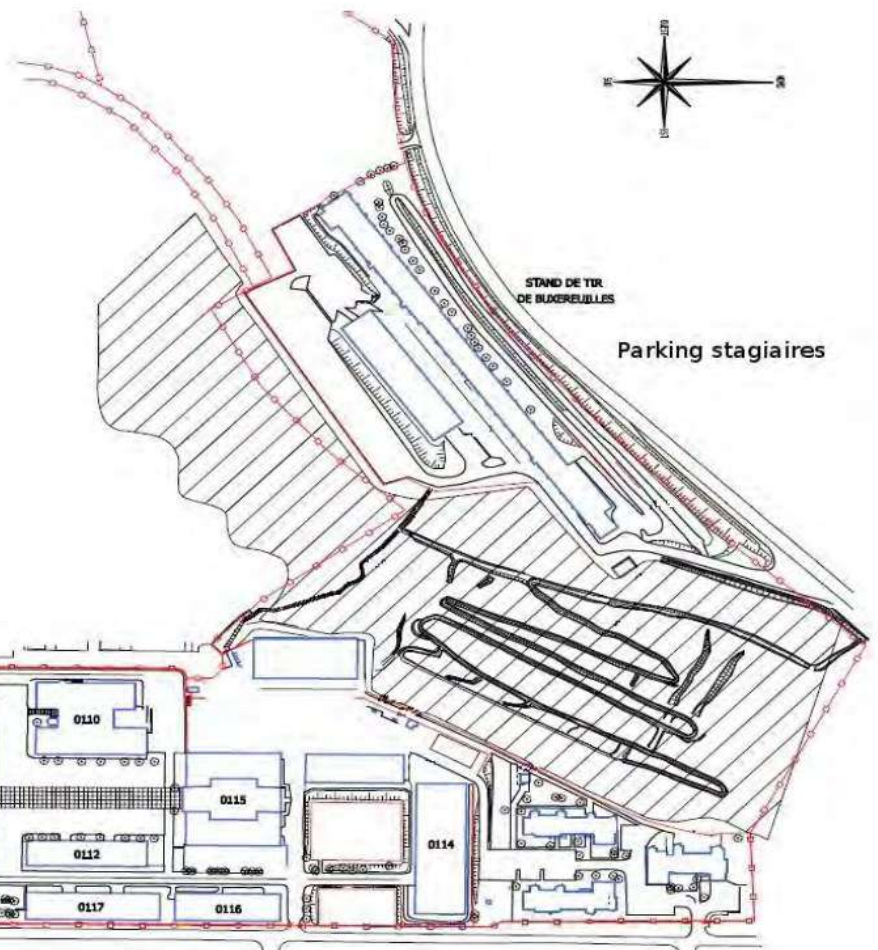 STAND DE TIR
DE BUXEREUILLES
Parking stagiaires
0110
0115
0114
0112
0117
0116